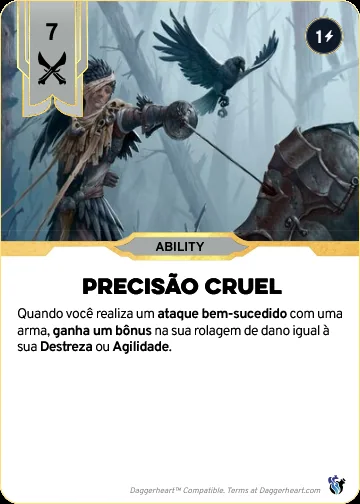 7
1
ABILITY
PRECISÃO CRUEL
Quando você realiza um ataque bem-sucedido com uma
arma, ganha um bônus na sua rolagem de dano igual à
sua Destreza ou Agilidade.
Daggerheart™ Compatible. Terms at Daggerheart.com